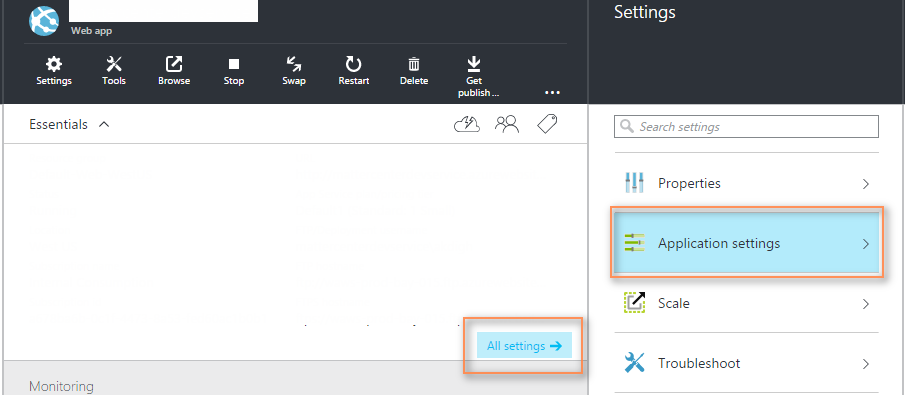 Web app
Settings
Tools
Browse
Stop
Swap
Restart
Delete
Get
publish ...
Essentials
All settings
Monitoring
Settings
Search settings
Properties
Application settings
Scale
Troubleshoot